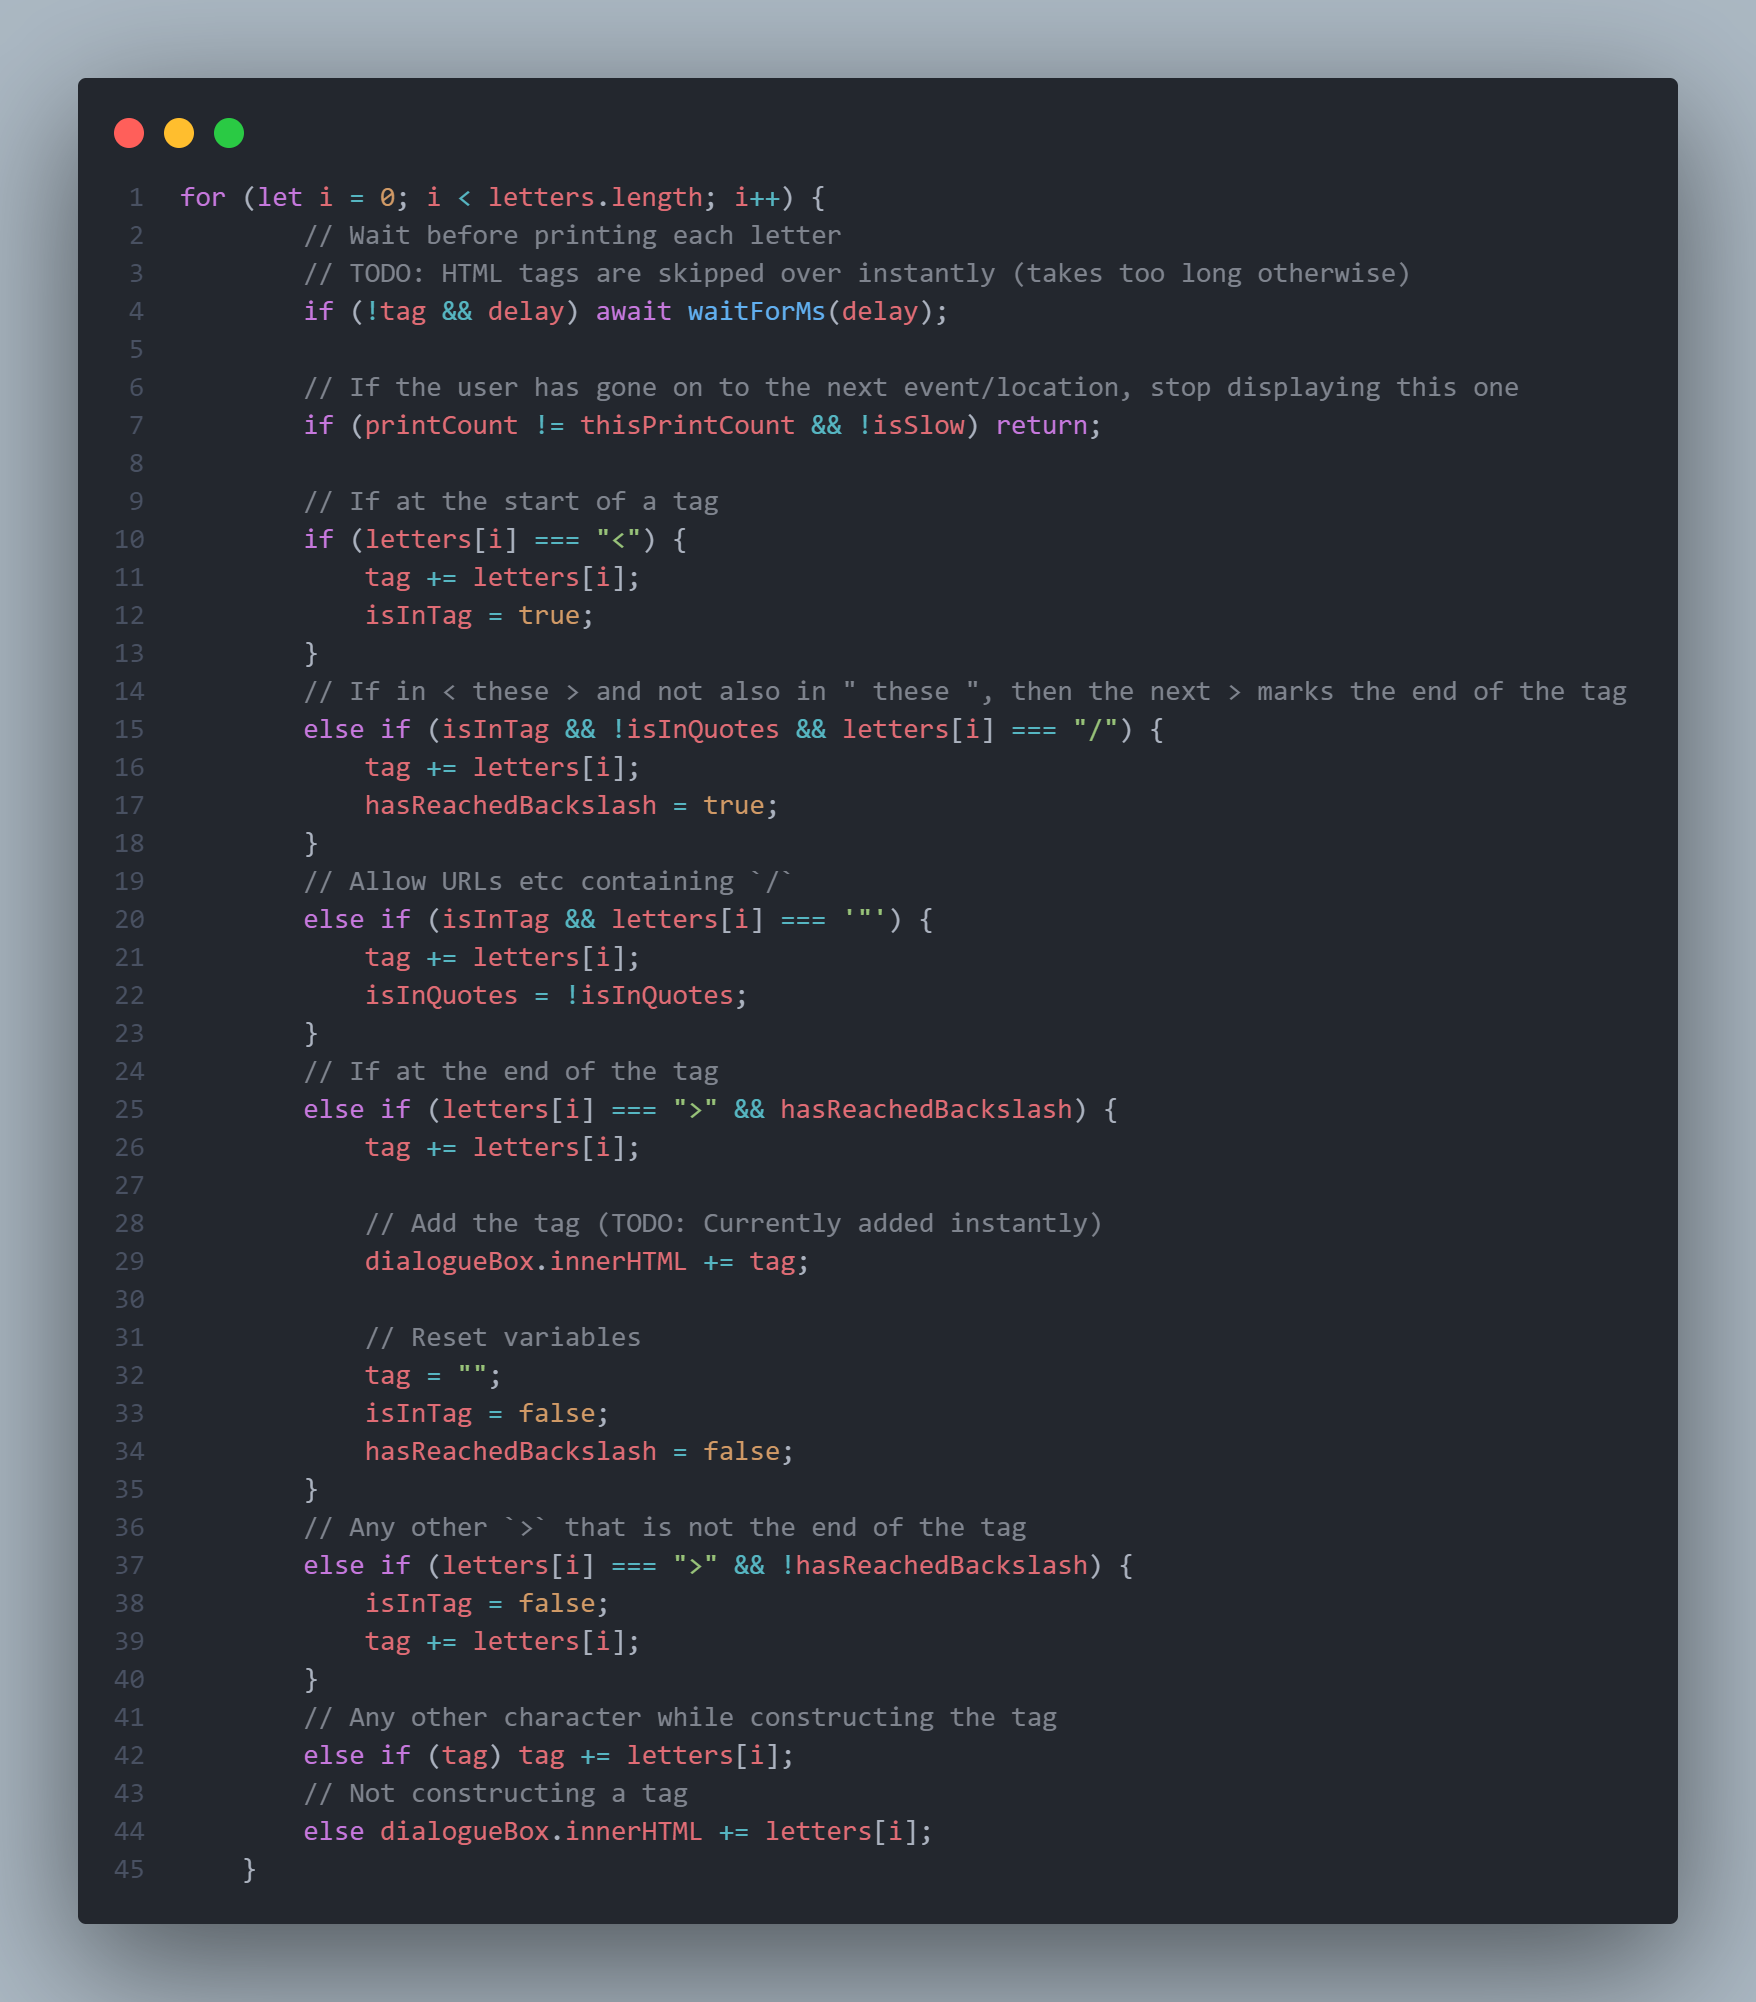 1 for (let i = 0; i < letters.length; i++) {
2 // Wait before printing each letter
3 // TODO: HTML tags are skipped over instantly (takes too long otherwise)
4 if (!tag && delay) await waitForMs(delay);
5
6 // If the user has gone on to the next event/location, stop displaying this one
7 if (printCount != thisPrintCount && !isSlow) return;
8
9 // If at the start of a tag
10 if (letters[i] === "<") {
11 tag += letters[i];
12 isInTag = true;
13 }
14 // If in < these > and not also in " these ", then the next > marks the end of the tag
15 else if (isInTag && !isInQuotes && letters[i] === "/") {
16 tag += letters[i];
17 hasReachedBackslash = true;
18 }
19 // Allow URLs etc containing `/`
20 else if (isInTag && letters[i] === '"') {
21 tag += letters[i];
22 isInQuotes = !isInQuotes;
23 }
24 // If at the end of the tag
25 else if (letters[i] === ">" && hasReachedBackslash) {
26 tag += letters[i];
27
28 // Add the tag (TODO: Currently added instantly)
29 dialogueBox.innerHTML += tag;
30
31 // Reset variables
32 tag = "";
33 isInTag = false;
34 hasReachedBackslash = false;
35 }
36 // Any other `>` that is not the end of the tag
37 else if (letters[i] === ">" && !hasReachedBackslash) {
38 isInTag = false;
39 tag += letters[i];
40 }
41 // Any other character while constructing the tag
42 else if (tag) tag += letters[i];
43 // Not constructing a tag
44 else dialogueBox.innerHTML += letters[i];
45 }